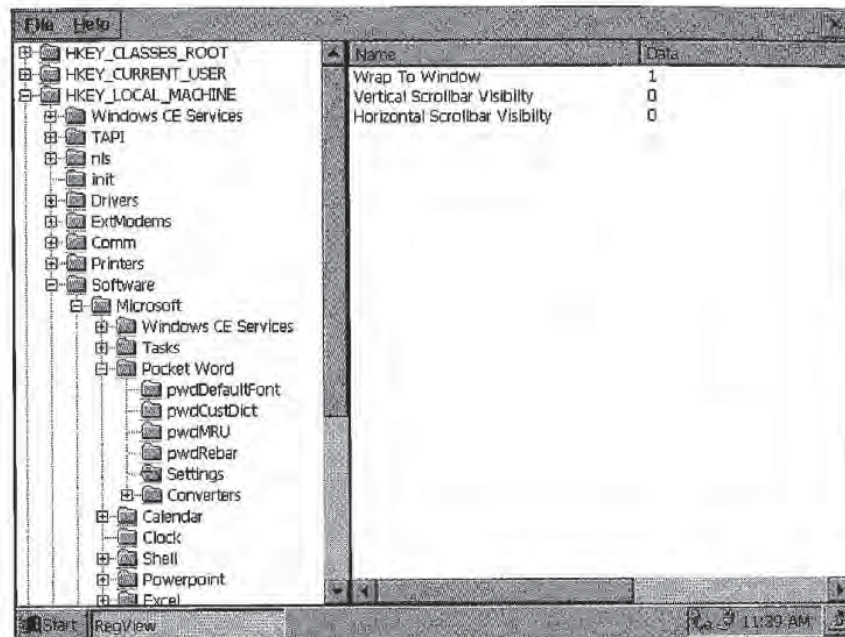 File Help
HKEY_CLASSES_ROOT
HKEY_CURRENT_USER
HKEY_LOCAL_MACHINE
Windows CE Services
TAPI
nls
init
Drivers
ExtModems
Comm
Printers
Software
Microsoft
Windows CE Services
Tasks
Pocket Word
pwdDefaultFont
pwdCustDict
pwdMRU
pwdRebar
Settings
Converters
Calendar
Clock
Shell
Powerpoint
Excel
Name Data
Wrap To Window 1
Vertical Scrollbar Visibilty 0
Horizontal Scrollbar Visibilty 0
Start RegView 11:39 AM